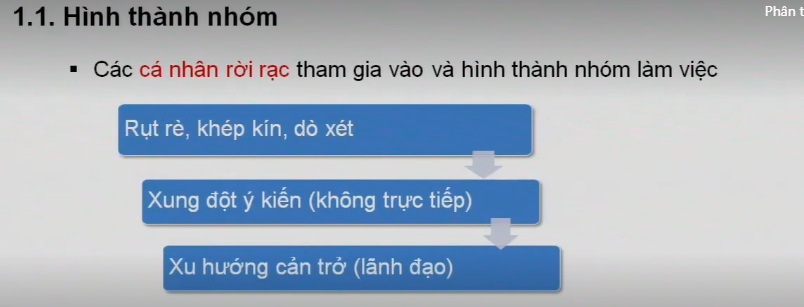 1.1. Hình thành nhóm
Phân t
▪ Các cá nhân rời rạc tham gia vào và hình thành nhóm làm việc
Rụt rè, khép kín, dò xét
Xung đột ý kiến (không trực tiếp)
Xu hướng cản trở (lãnh đạo)